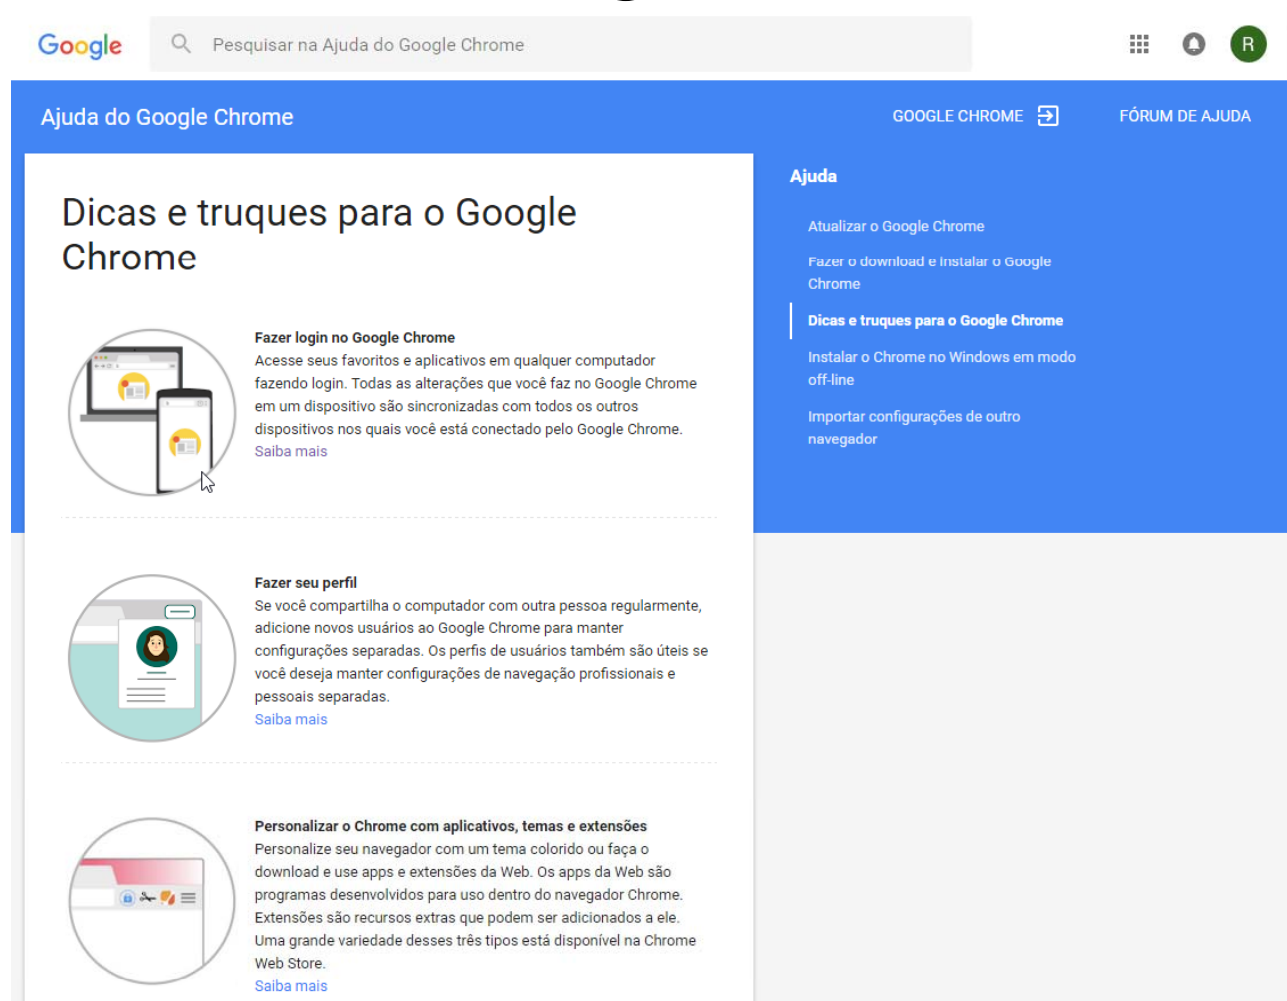 Google
Pesquisar na Ajuda do Google Chrome
R
Ajuda do Google Chrome
GOOGLE CHROME
FÓRUM DE AJUDA
Dicas e truques para o Google
Chrome
Fazer login no Google Chrome
Acesse seus favoritos e aplicativos em qualquer computador
fazendo login. Todas as alterações que você faz no Google Chrome
em um dispositivo são sincronizadas com todos os outros
dispositivos nos quais você está conectado pelo Google Chrome.
Saiba mais
Fazer seu perfil
Se você compartilha o computador com outra pessoa regularmente,
adicione novos usuários ao Google Chrome para manter
configurações separadas. Os perfis de usuários também são úteis se
você deseja manter configurações de navegação profissionais e
pessoais separadas.
Saiba mais
Personalizar o Chrome com aplicativos, temas e extensões
Personalize seu navegador com um tema colorido ou faça o
download e use apps e extensões da Web. Os apps da Web são
programas desenvolvidos para uso dentro do navegador Chrome.
Extensões são recursos extras que podem ser adicionados a ele.
Uma grande variedade desses três tipos está disponível na Chrome
Web Store.
Saiba mais
Ajuda
Atualizar o Google Chrome
Fazer o download e instalar o Google
Chrome
Dicas e truques para o Google Chrome
Instalar o Chrome no Windows em modo
off-line
Importar configurações de outro
navegador